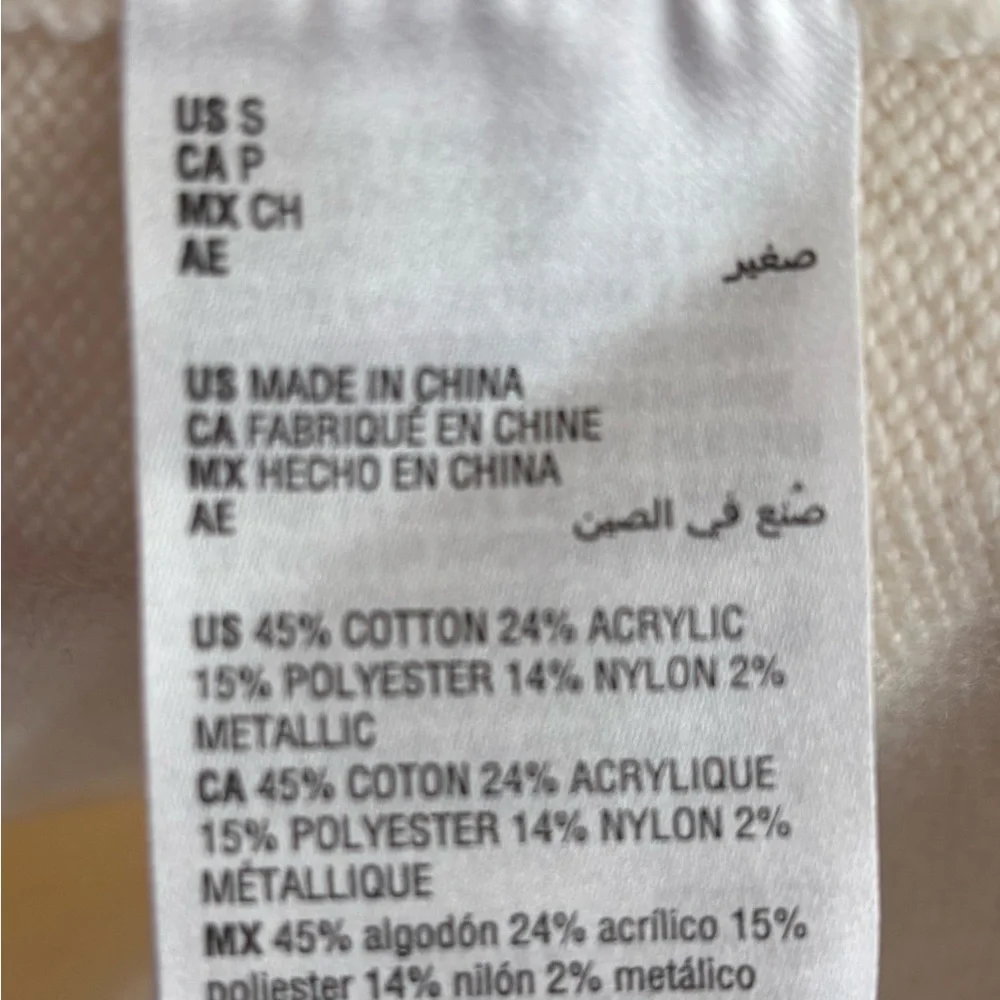 US S
CA P
MX CH
AE صغير
US MADE IN CHINA
CA FABRIQUÉ EN CHINE
MX HECHO EN CHINA
AE صُنع في الصين
US 45% COTTON 24% ACRYLIC
15% POLYESTER 14% NYLON 2%
METALLIC
CA 45% COTON 24% ACRYLIQUE
15% POLYESTER 14% NYLON 2%
MÉTALLIQUE
MX 45% algodón 24% acrílico 15%
poliester 14% nilón 2% metálico